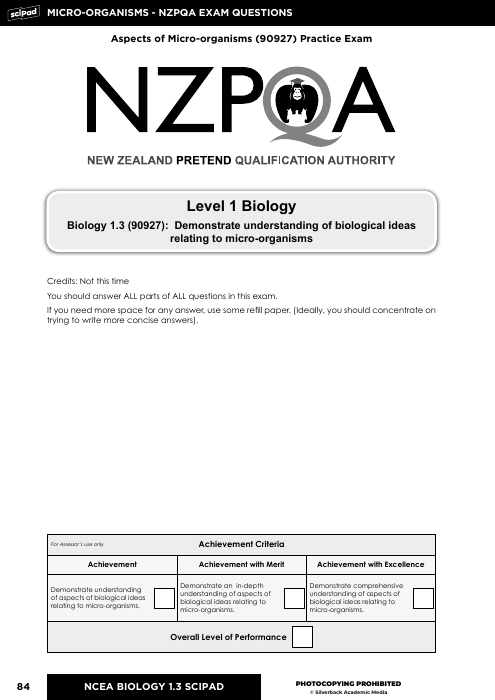 scipad
MICRO-ORGANISMS - NZPQA EXAM QUESTIONS
Aspects of Micro-organisms (90927) Practice Exam
NZPQA
NEW ZEALAND PRETEND QUALIFICATION AUTHORITY
Level 1 Biology
Biology 1.3 (90927): Demonstrate understanding of biological ideas
relating to micro-organisms
Credits: Not this time
You should answer ALL parts of ALL questions in this exam.
If you need more space for any answer, use some refill paper. (Ideally, you should concentrate on
trying to write more concise answers).
For Assessor's use only
Achievement Criteria
Achievement
Achievement with Merit
Achievement with Excellence
Demonstrate understanding
of aspects of biological ideas
relating to micro-organisms.
Demonstrate an in-depth
understanding of aspects of
biological ideas relating to
micro-organisms.
Demonstrate comprehensive
understanding of aspects of
biological ideas relating to
micro-organisms.
Overall Level of Performance
84
NCEA BIOLOGY 1.3 SCIPAD
PHOTOCOPYING PROHIBITED
© Silverback Academic Media